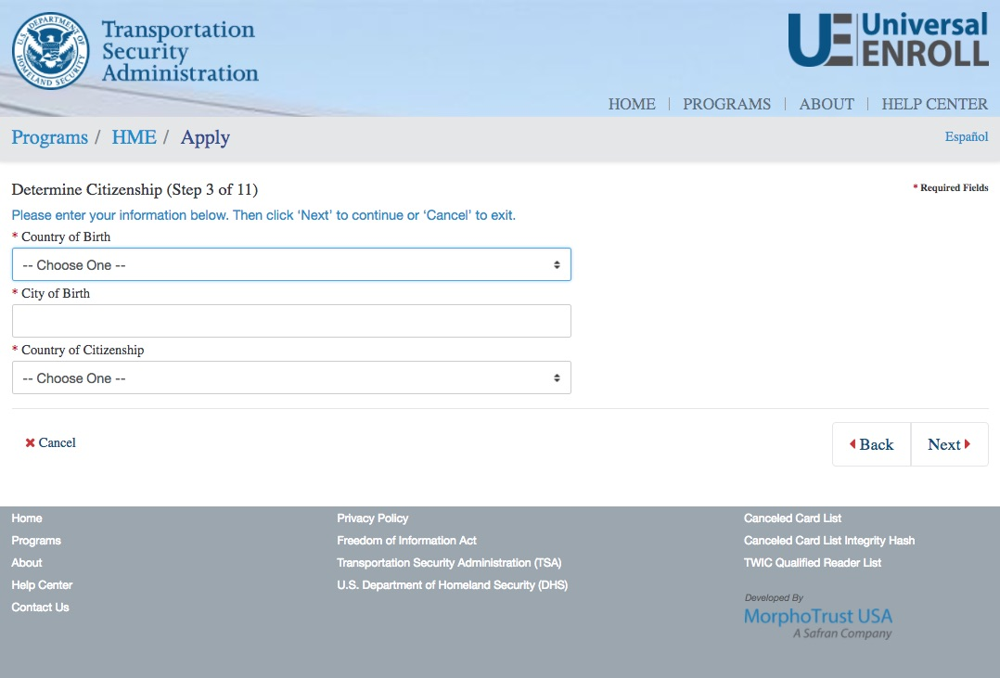 U.S. DEPARTMENT OF
HOMELAND SECURITY
Transportation
Security
Administration
UE Universal
ENROLL
HOME | PROGRAMS | ABOUT | HELP CENTER
Programs / HME / Apply
Español
Determine Citizenship (Step 3 of 11)
* Required Fields
Please enter your information below. Then click ‘Next’ to continue or ‘Cancel’ to exit.
* Country of Birth
-- Choose One --
* City of Birth
* Country of Citizenship
-- Choose One --
Cancel
Back
Next
Home
Programs
About
Help Center
Contact Us
Privacy Policy
Freedom of Information Act
Transportation Security Administration (TSA)
U.S. Department of Homeland Security (DHS)
Canceled Card List
Canceled Card List Integrity Hash
TWIC Qualified Reader List
Developed By
MorphoTrust USA
A Safran Company